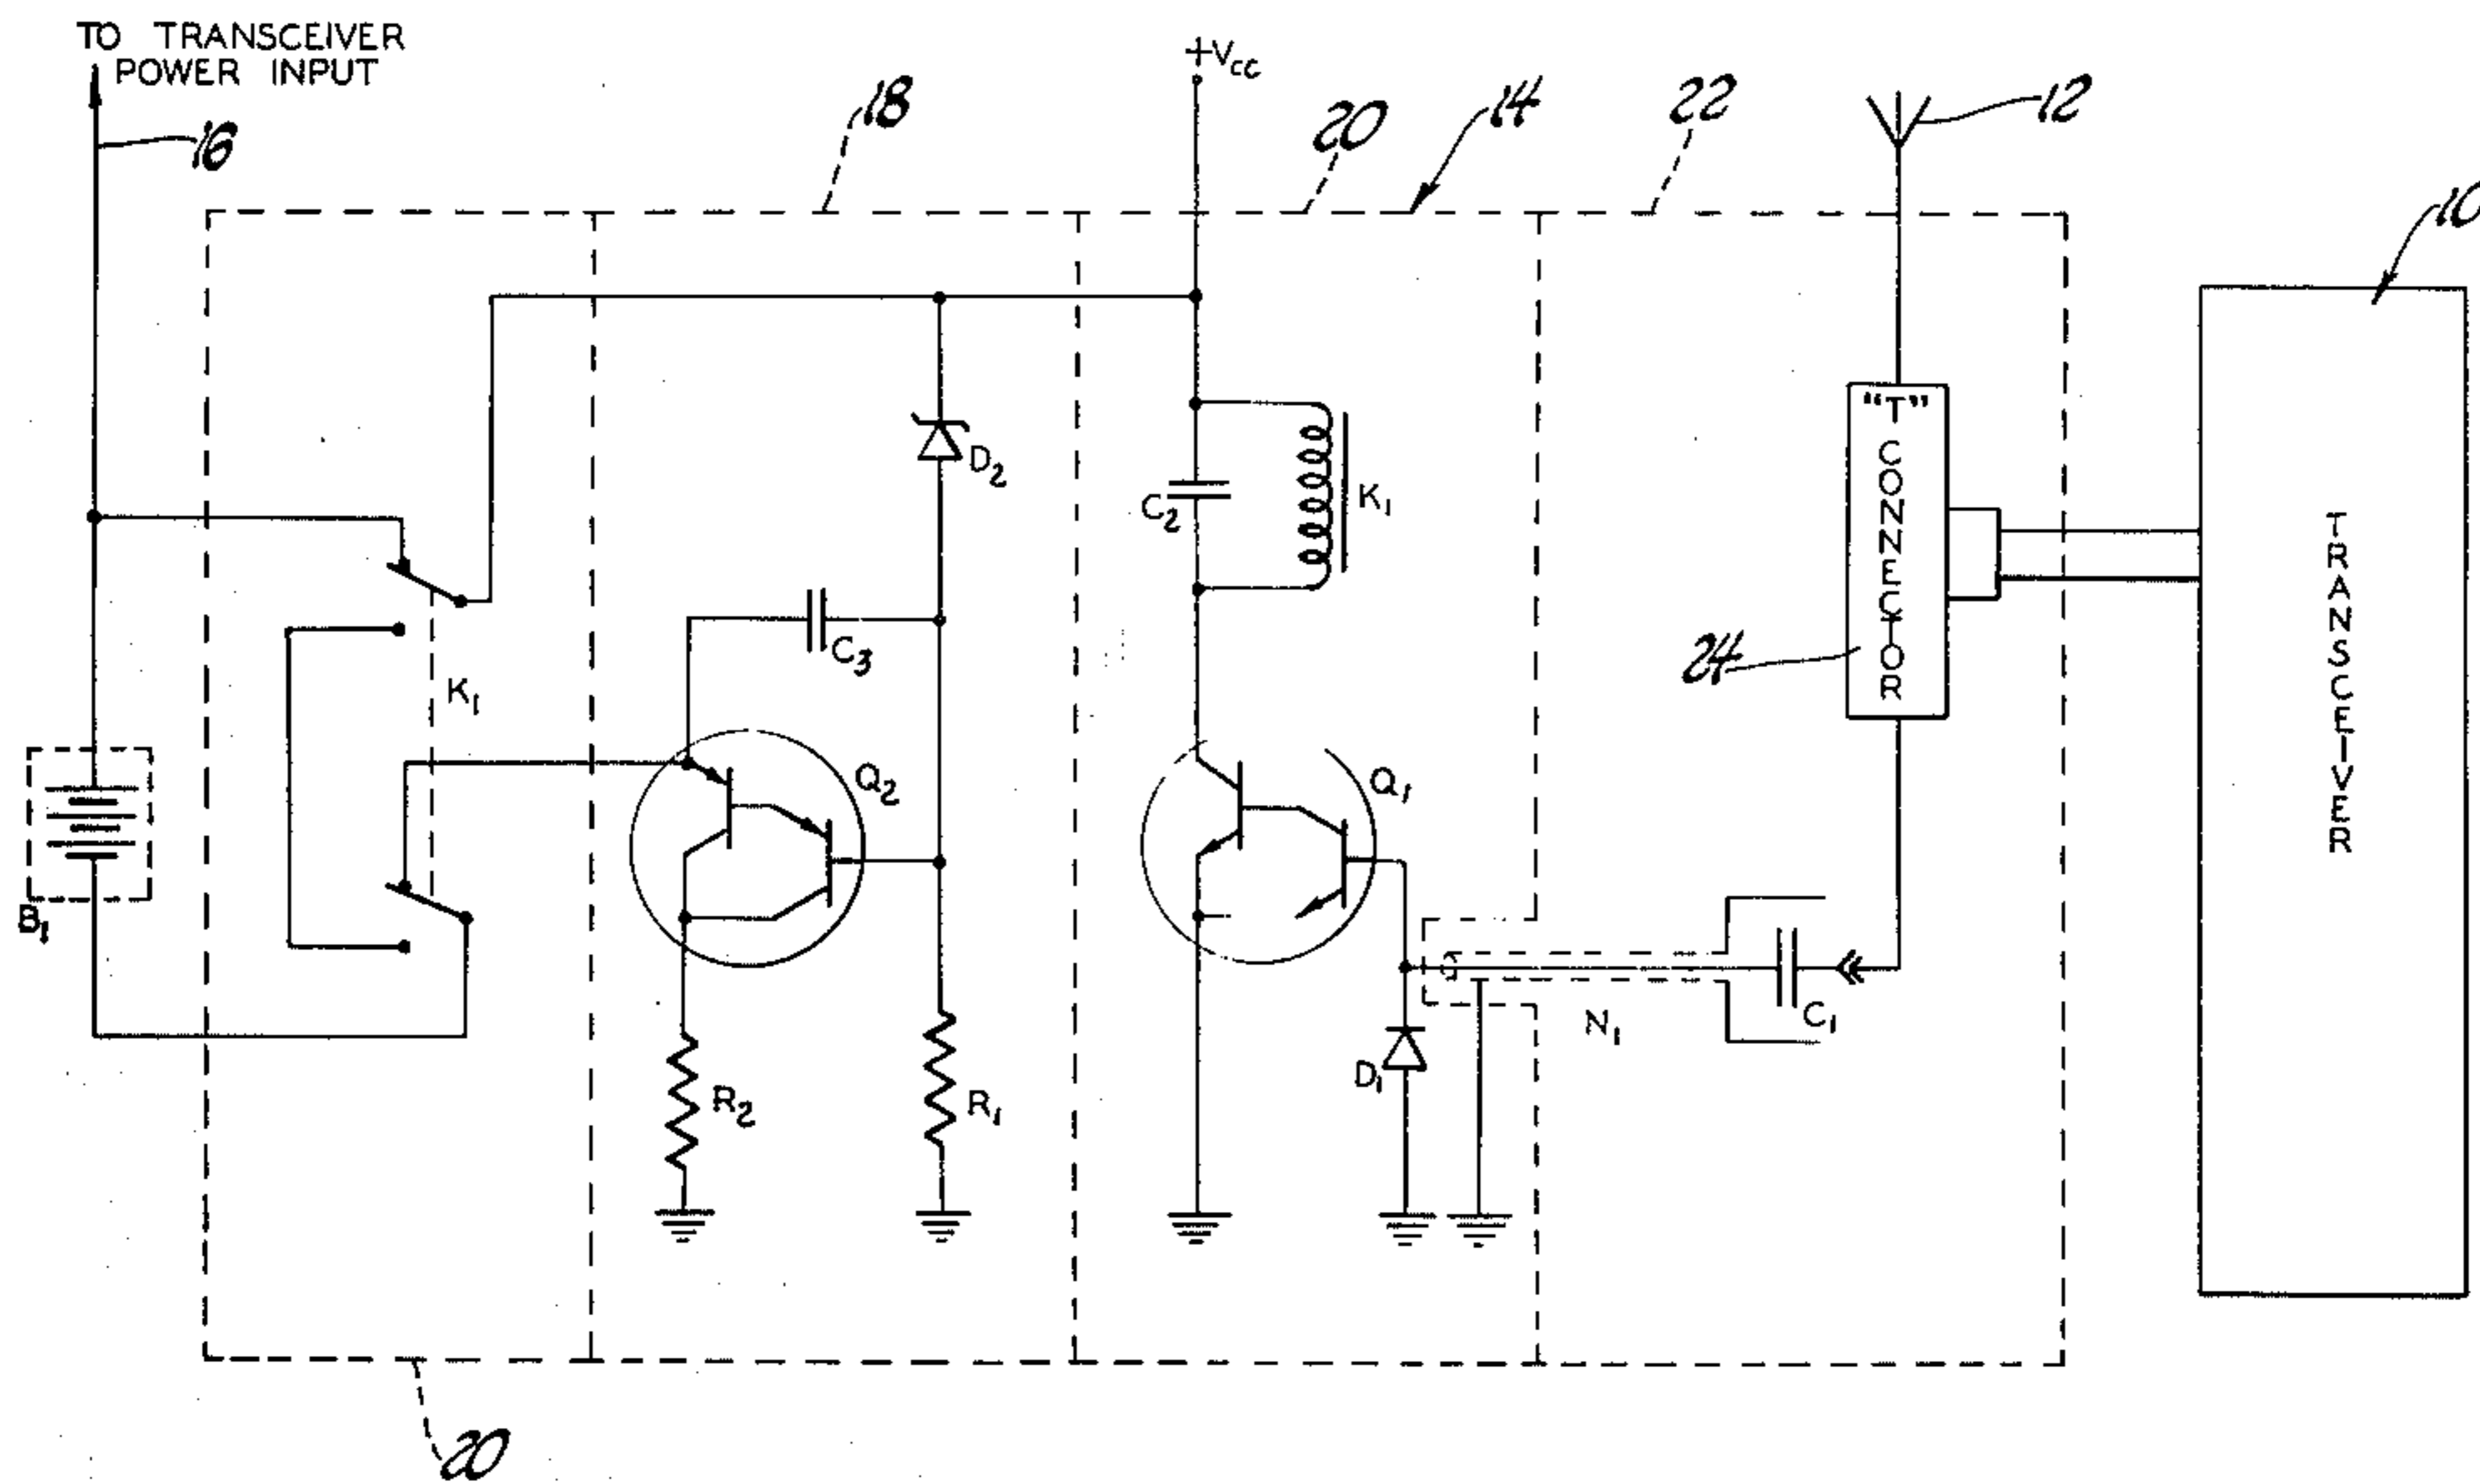 TO TRANSCEIVER
POWER INPUT
+Vcc
16
18
20
14
22
12
10
"T" CONNECTOR
D2
C2
K1
C3
K1
24
TRANSCEIVER
Q2
Q1
B1
N1
C1
D1
R2
R1
20